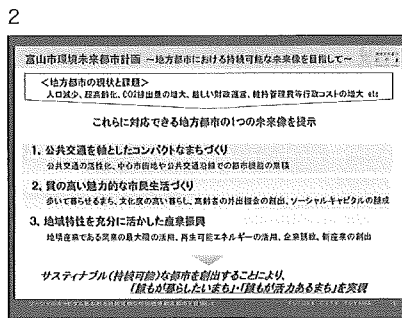 2
富山市環境未来都市計画 ～地方都市における持続可能な未来像を目指して～
＜地方都市の現状と課題＞
人口減少、超高齢化、CO2排出量の増大、厳しい財政運営、維持管理費等行政コストの増大 etc
これらに対応できる地方都市の1つの未来像を提示
1. 公共交通を軸としたコンパクトなまちづくり
公共交通の活性化、中心市街地や公共交通沿線での都市機能の集積
2. 質の高い魅力的な市民生活づくり
歩いて暮らせるまち、文化度の高い暮らし、高齢者の外出機会の創出、ソーシャルキャピタルの醸成
3. 地域特性を充分に活かした産業振興
地場産業である薬業の最大限の活用、再生可能エネルギーの活用、企業誘致、新産業の創出
サスティナブル(持続可能)な都市を創出することにより、
「誰もが暮らしたいまち」・「誰もが活力あるまち」を実現